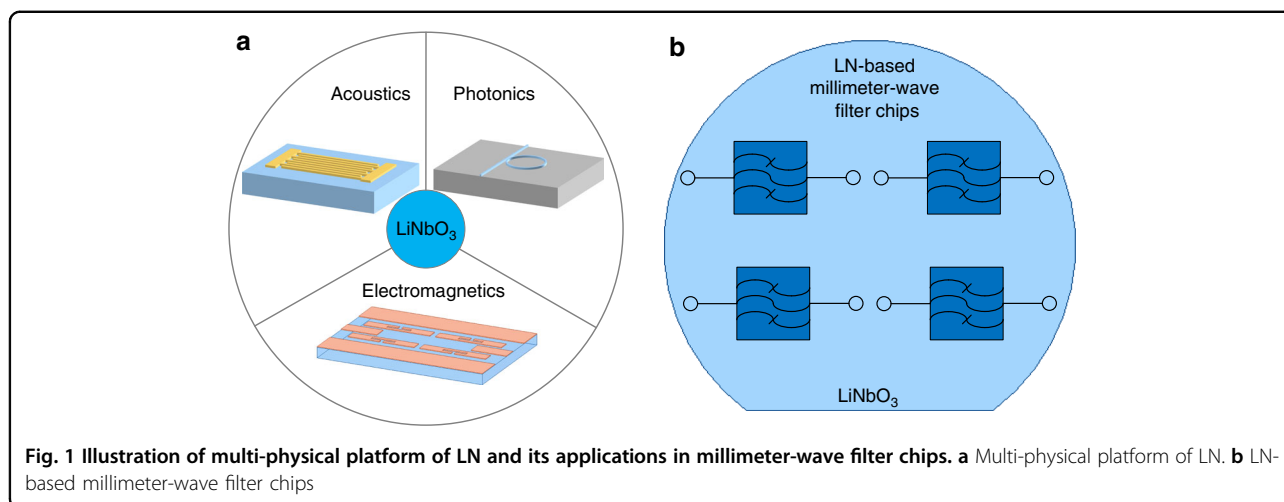 a
Acoustics
Photonics
LiNbO₃
Electromagnetics
b
LN-based
millimeter-wave
filter chips
LiNbO₃
Fig. 1 Illustration of multi-physical platform of LN and its applications in millimeter-wave filter chips. a Multi-physical platform of LN. b LN-
based millimeter-wave filter chips